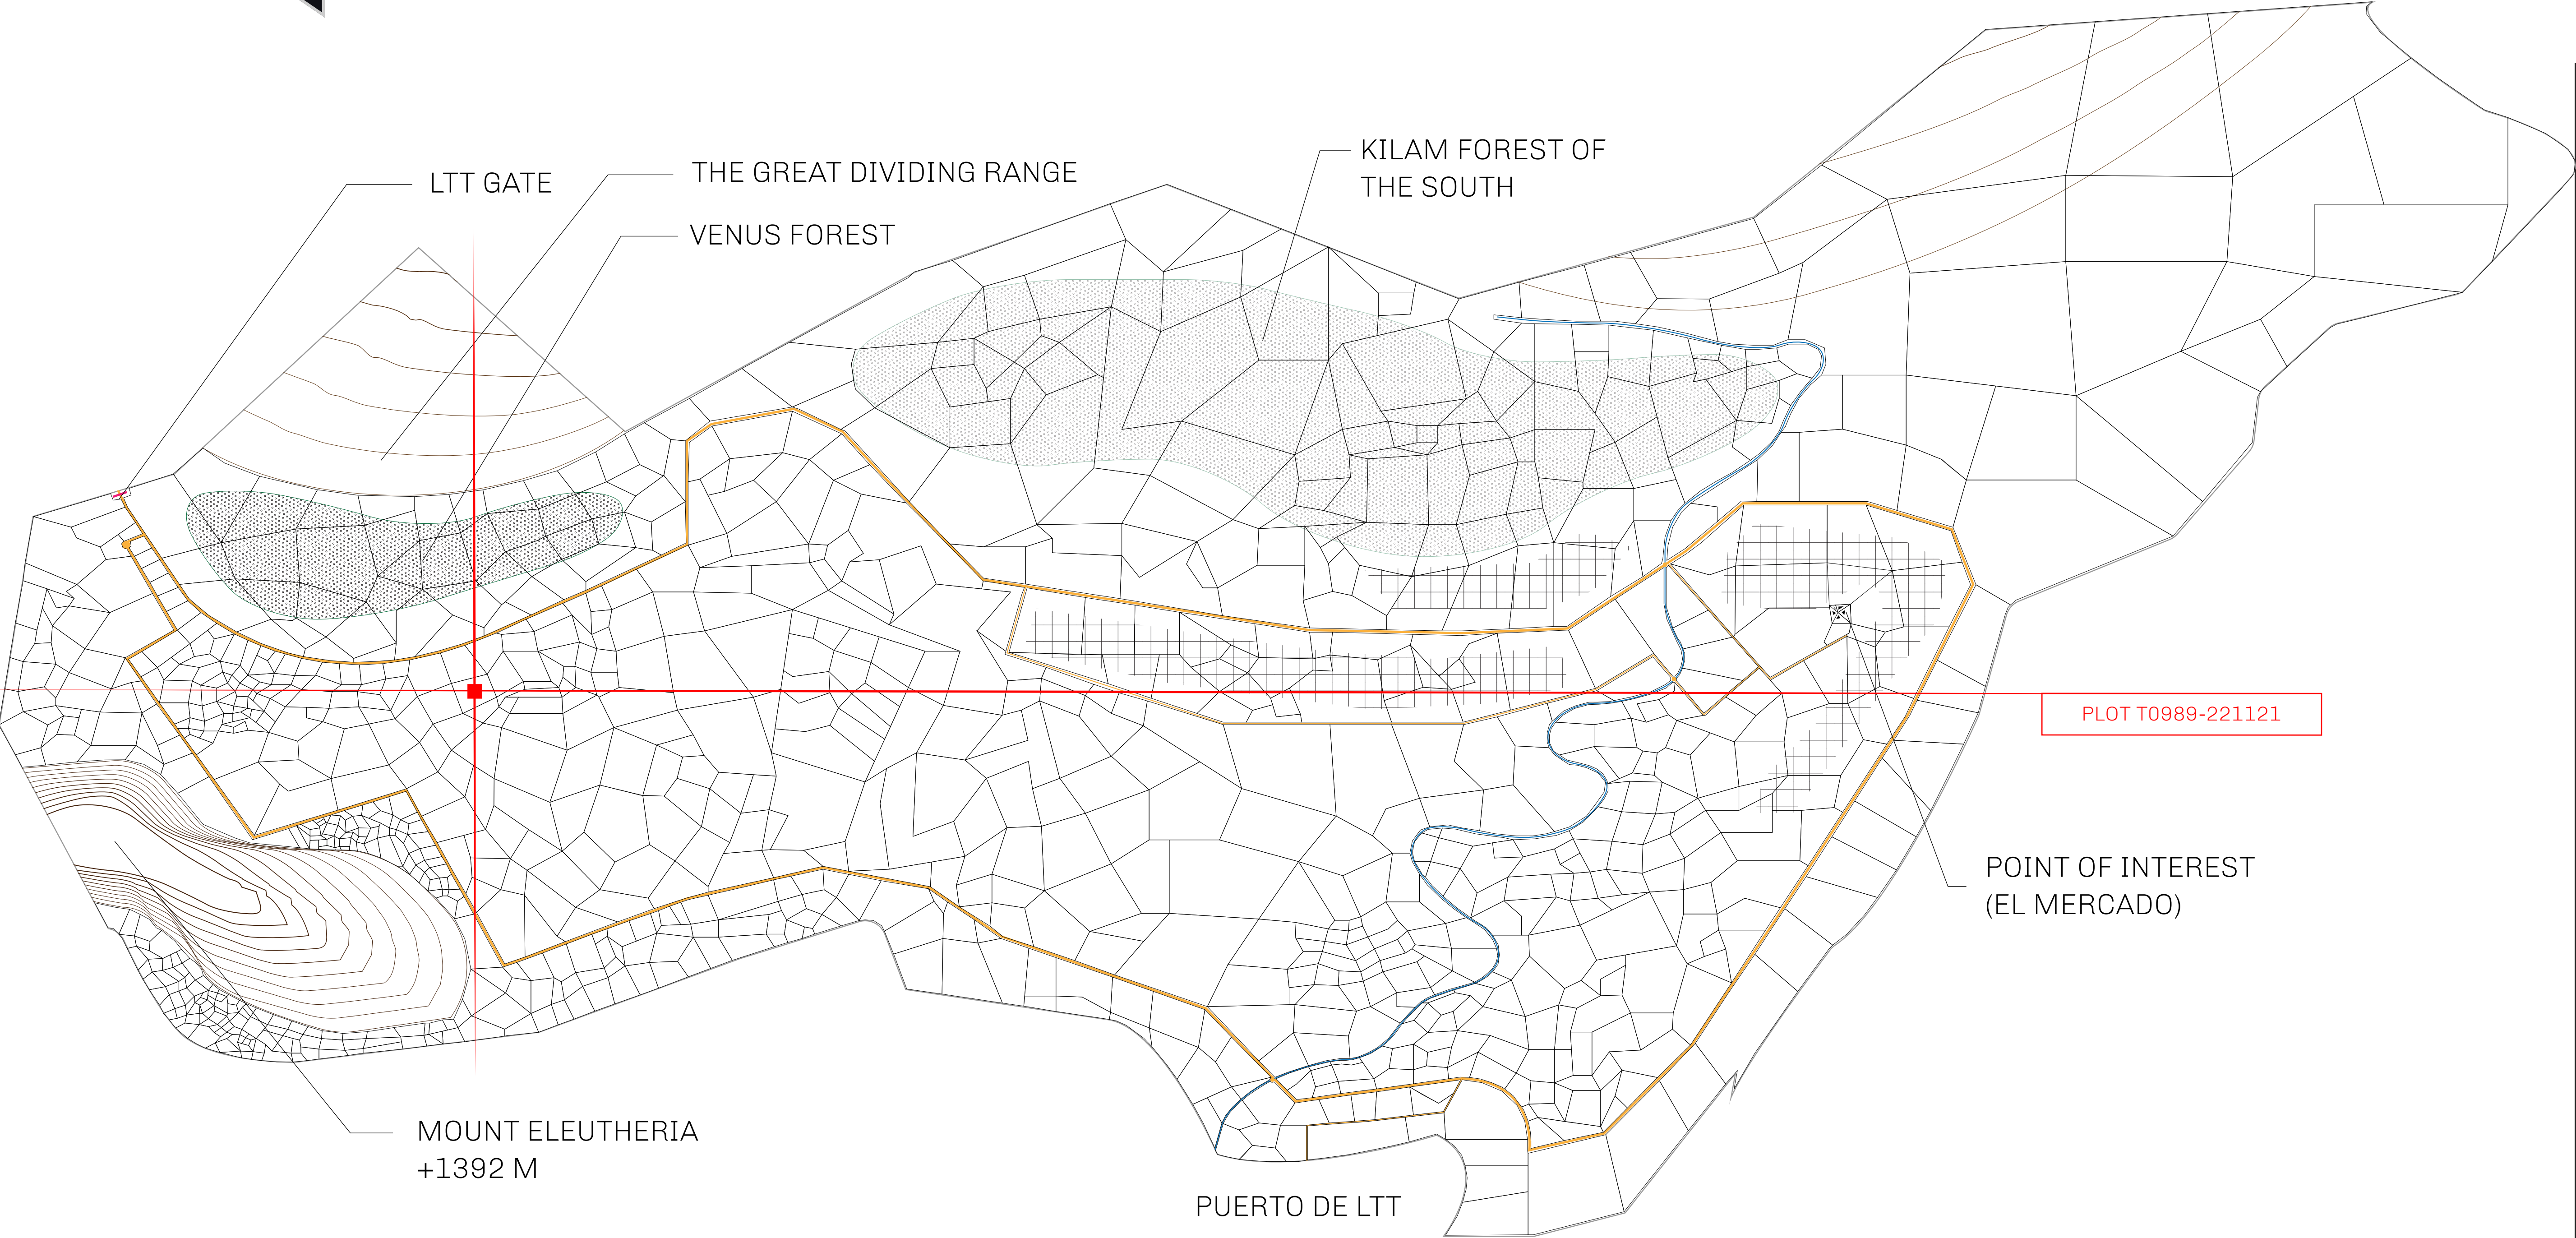 LTT GATE
THE GREAT DIVIDING RANGE
VENUS FOREST
KILAM FOREST OF
THE SOUTH
PLOT T0989-221121
POINT OF INTEREST
(EL MERCADO)
MOUNT ELEUTHERIA
+1392 M
PUERTO DE LTT